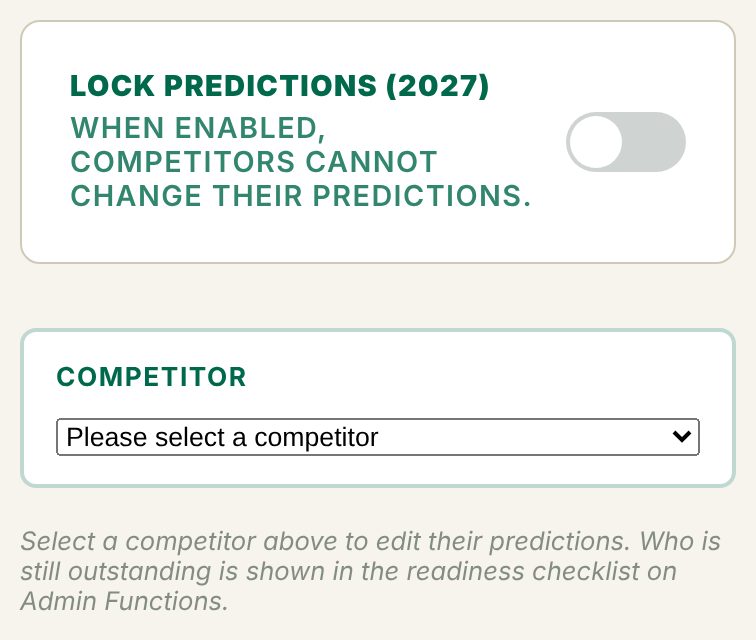 LOCK PREDICTIONS (2027)
WHEN ENABLED,
COMPETITORS CANNOT
CHANGE THEIR PREDICTIONS.
COMPETITOR
Please select a competitor
Select a competitor above to edit their predictions. Who is
still outstanding is shown in the readiness checklist on
Admin Functions.